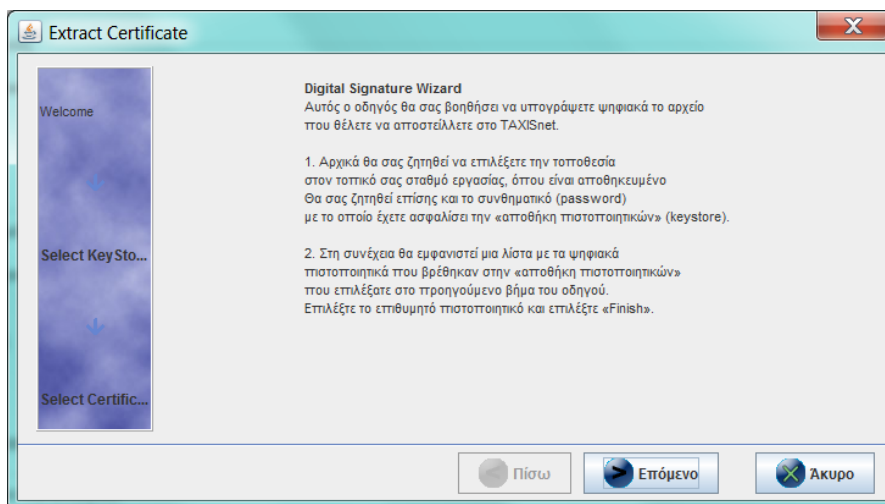 Extract Certificate
Welcome
Select KeySto...
Select Certific...
Digital Signature Wizard
Αυτός ο οδηγός θα σας βοηθήσει να υπογράψετε ψηφιακά το αρχείο
που θέλετε να αποστείλλετε στο TAXISnet.
1. Αρχικά θα σας ζητηθεί να επιλέξετε την τοποθεσία
στον τοπικό σας σταθμό εργασίας, όπου είναι αποθηκευμένο
Θα σας ζητηθεί επίσης και το συνθηματικό (password)
με το οποίο έχετε ασφαλίσει την «αποθήκη πιστοποιητικών» (keystore).
2. Στη συνέχεια θα εμφανιστεί μια λίστα με τα ψηφιακά
πιστοποιητικά που βρέθηκαν στην «αποθήκη πιστοποιητικών»
που επιλέξατε στο προηγούμενο βήμα του οδηγού.
Επιλέξτε το επιθυμητό πιστοποιητικό και επιλέξτε «Finish».
Πίσω
Επόμενο
Άκυρο